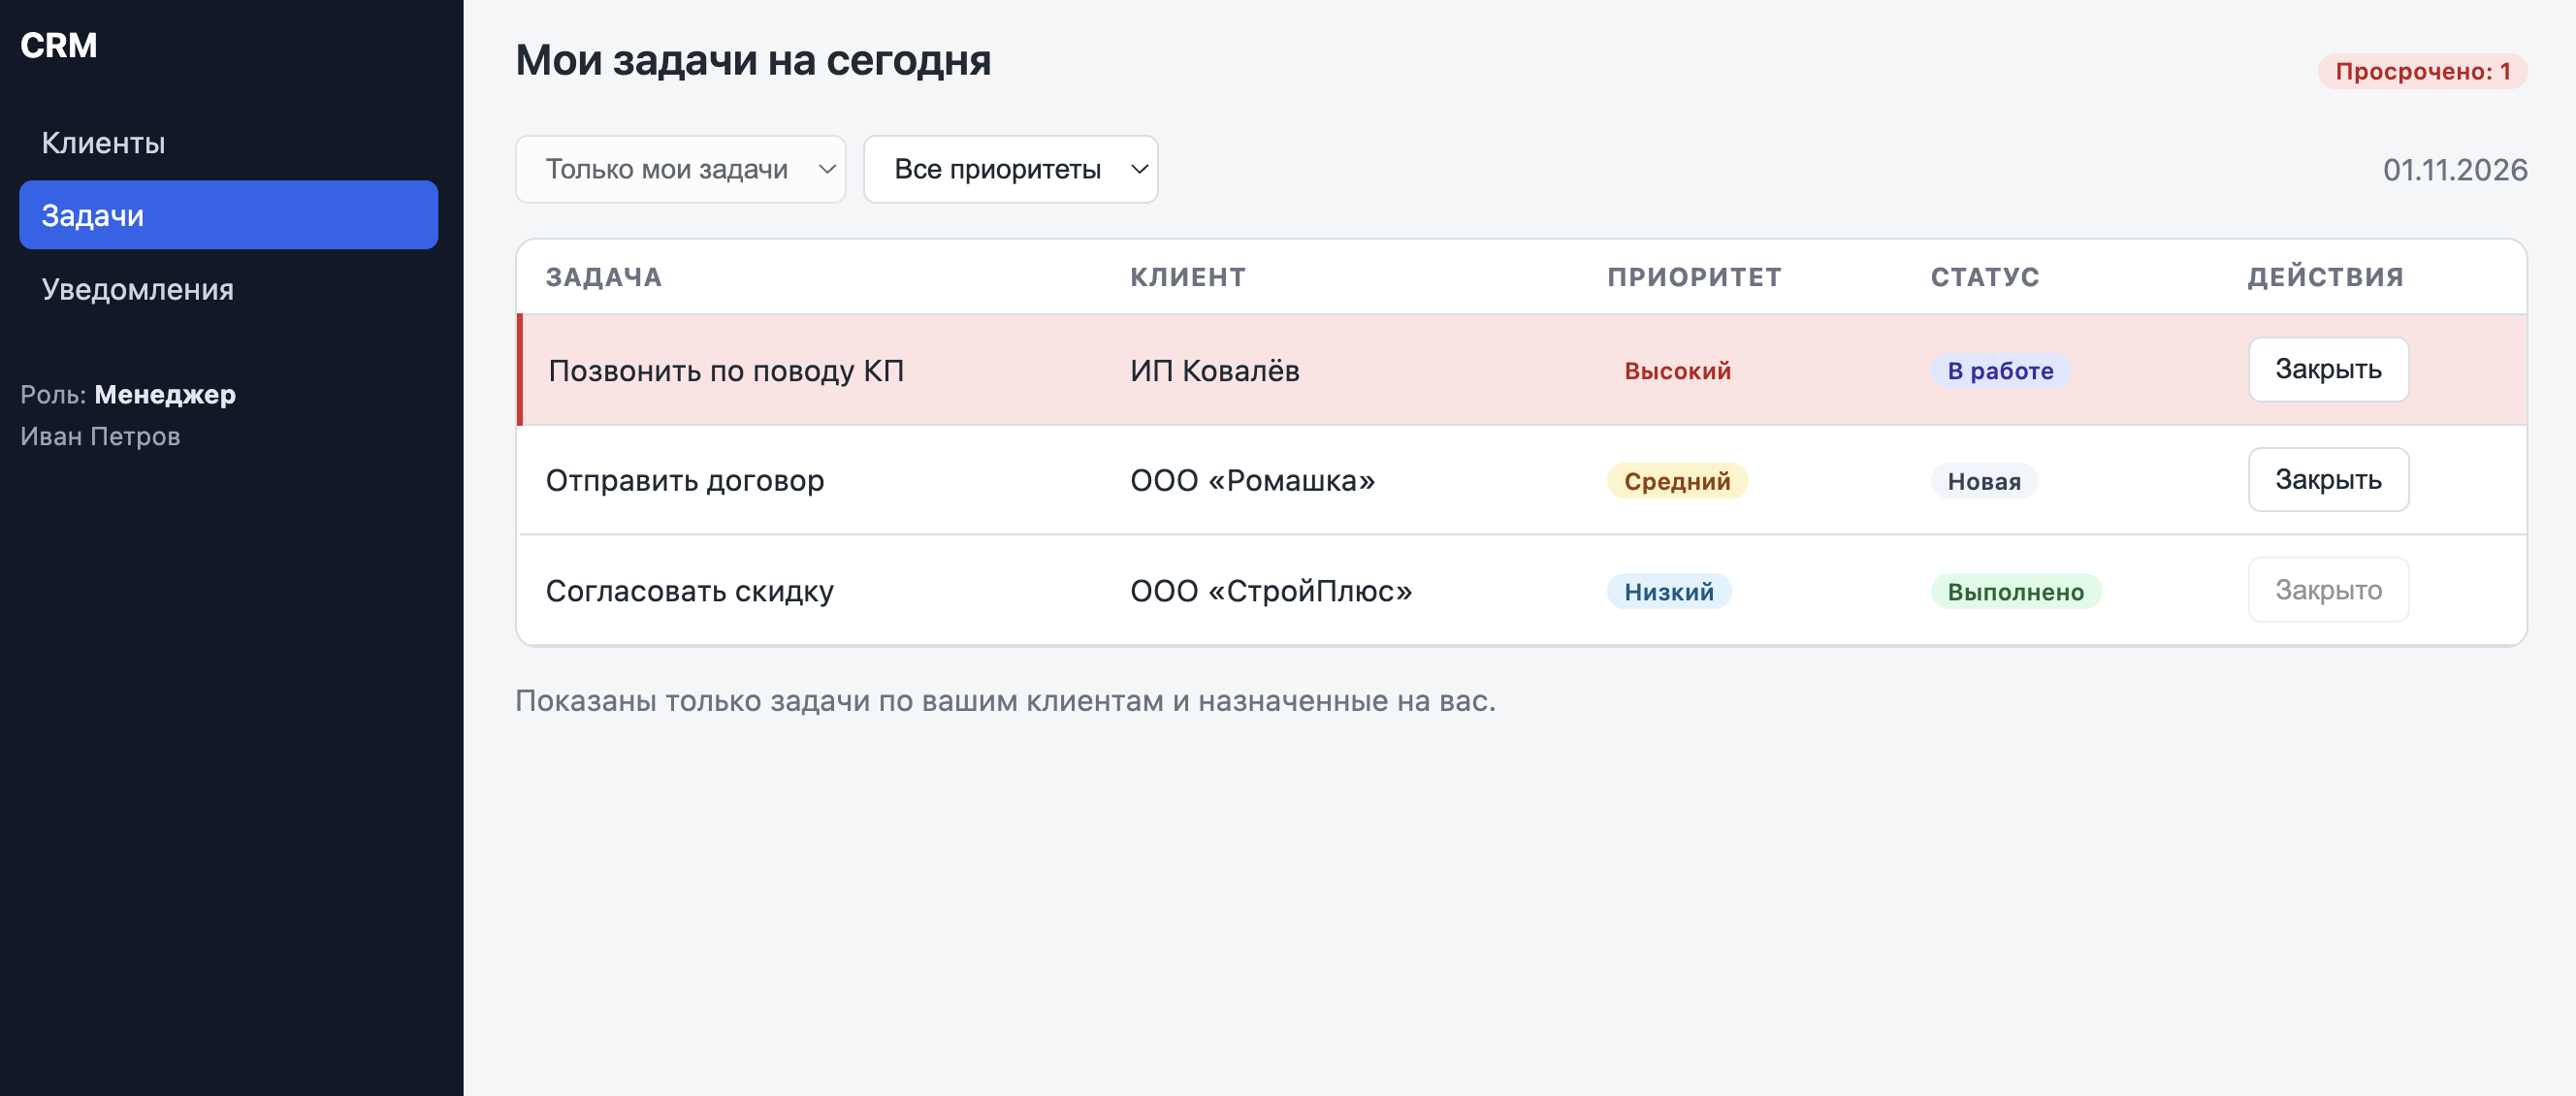 CRM
Клиенты
Задачи
Уведомления
Роль: Менеджер
Иван Петров
Мои задачи на сегодня
Просрочено: 1
Только мои задачи Все приоритеты 01.11.2026
ЗАДАЧА КЛИЕНТ ПРИОРИТЕТ СТАТУС ДЕЙСТВИЯ
Позвонить по поводу КП ИП Ковалёв Высокий В работе Закрыть
Отправить договор ООО «Ромашка» Средний Новая Закрыть
Согласовать скидку ООО «СтройПлюс» Низкий Выполнено Закрыто
Показаны только задачи по вашим клиентам и назначенные на вас.